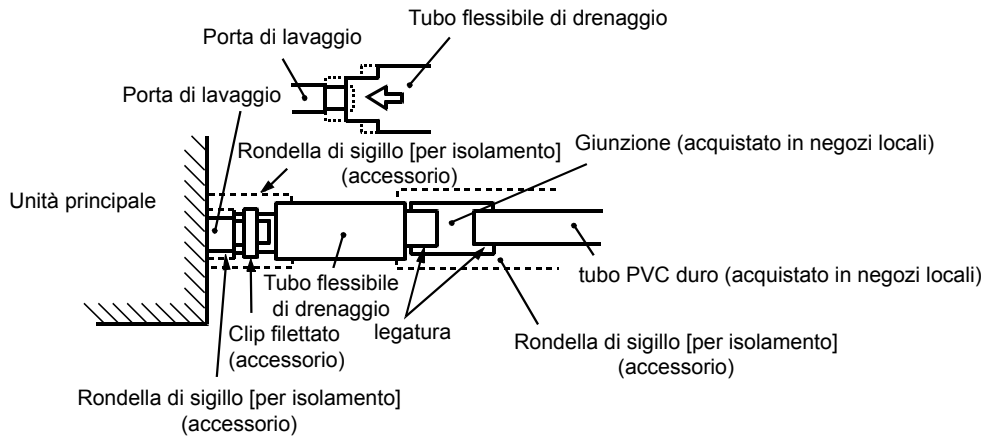 Tubo flessibile di drenaggio
Porta di lavaggio
Porta di lavaggio
Rondella di sigillo [per isolamento]
(accessorio)
Giunzione (acquistato in negozi locali)
Unità principale
tubo PVC duro (acquistato in negozi locali)
Tubo flessibile
di drenaggio
Clip filettato
(accessorio)
legatura
Rondella di sigillo [per isolamento]
(accessorio)
Rondella di sigillo [per isolamento]
(accessorio)